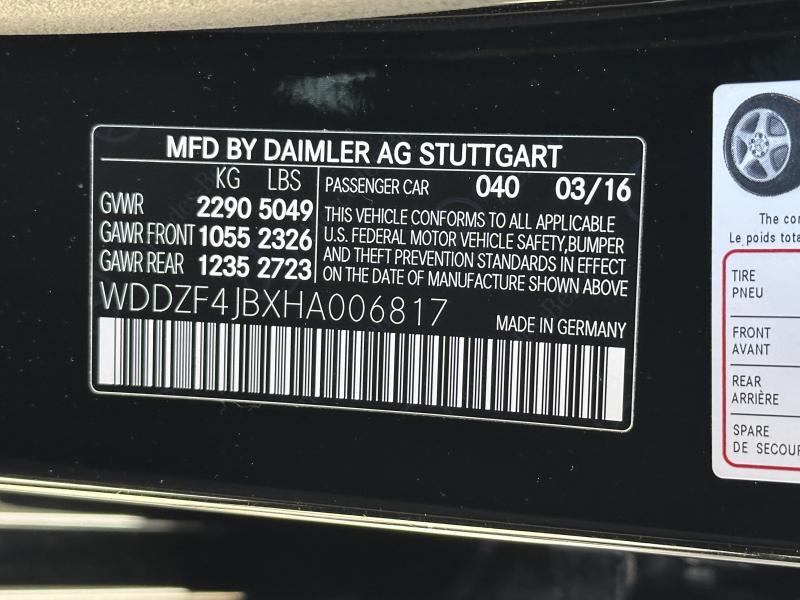 MFD BY DAIMLER AG STUTTGART
KG LBS
GVWR 2290 5049
GAWR FRONT 1055 2326
GAWR REAR 1235 2723
PASSENGER CAR 040 03/16
THIS VEHICLE CONFORMS TO ALL APPLICABLE
U.S. FEDERAL MOTOR VEHICLE SAFETY,BUMPER
AND THEFT PREVENTION STANDARDS IN EFFECT
ON THE DATE OF MANUFACTURE SHOWN ABOVE
WDDZF4JBXHA006817
MADE IN GERMANY
The
Le poids
TIRE
PNEU
FRONT
AVANT
REAR
ARRIÈRE
SPARE
DE